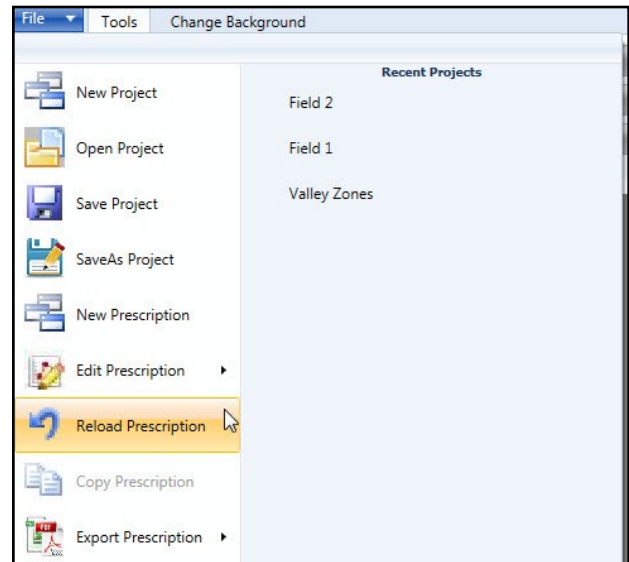 File Tools Change Background
Recent Projects
New Project
Field 2
Open Project
Field 1
Save Project
Valley Zones
SaveAs Project
New Prescription
Edit Prescription
Reload Prescription
Copy Prescription
Export Prescription